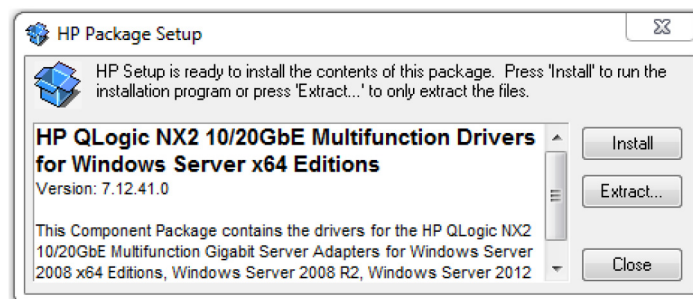 HP Package Setup
HP Setup is ready to install the contents of this package. Press 'Install' to run the
installation program or press 'Extract...' to only extract the files.
HP QLogic NX2 10/20GbE Multifunction Drivers
for Windows Server x64 Editions
Version: 7.12.41.0
This Component Package contains the drivers for the HP QLogic NX2
10/20GbE Multifunction Gigabit Server Adapters for Windows Server
2008 x64 Editions, Windows Server 2008 R2, Windows Server 2012
Install
Extract...
Close